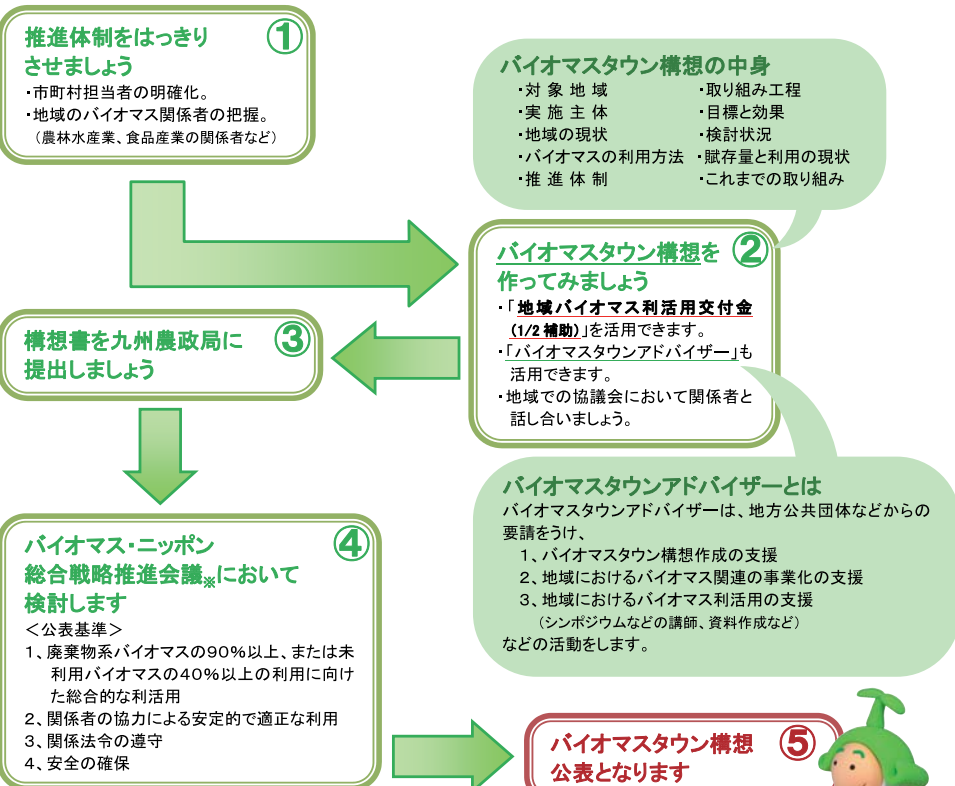 ①
推進体制をはっきり
させましょう
・市町村担当者の明確化。
・地域のバイオマス関係者の把握。
（農林水産業、食品産業の関係者など）
バイオマスタウン構想の中身
・対 象 地 域
・実 施 主 体
・地域の現状
・バイオマスの利用方法
・推 進 体 制
・取り組み工程
・目標と効果
・検討状況
・賦存量と利用の現状
・これまでの取り組み
②
バイオマスタウン構想を
作ってみましょう
・「地域バイオマス利活用交付金
（1/2 補助）」を活用できます。
・「バイオマスタウンアドバイザー」も
活用できます。
・地域での協議会において関係者と
話し合いましょう。
バイオマスタウンアドバイザーとは
バイオマスタウンアドバイザーは、地方公共団体などからの
要請をうけ、
１、バイオマスタウン構想作成の支援
２、地域におけるバイオマス関連の事業化の支援
３、地域におけるバイオマス利活用の支援
（シンポジウムなどの講師、資料作成など）
などの活動をします。
③
構想書を九州農政局に
提出しましょう
④
バイオマス・ニッポン
総合戦略推進会議※において
検討します
＜公表基準＞
１、廃棄物系バイオマスの９０％以上、または未
利用バイオマスの４０％以上の利用に向け
た総合的な利活用
２、関係者の協力による安定的で適正な利用
３、関係法令の遵守
４、安全の確保
⑤
バイオマスタウン構想
公表となります